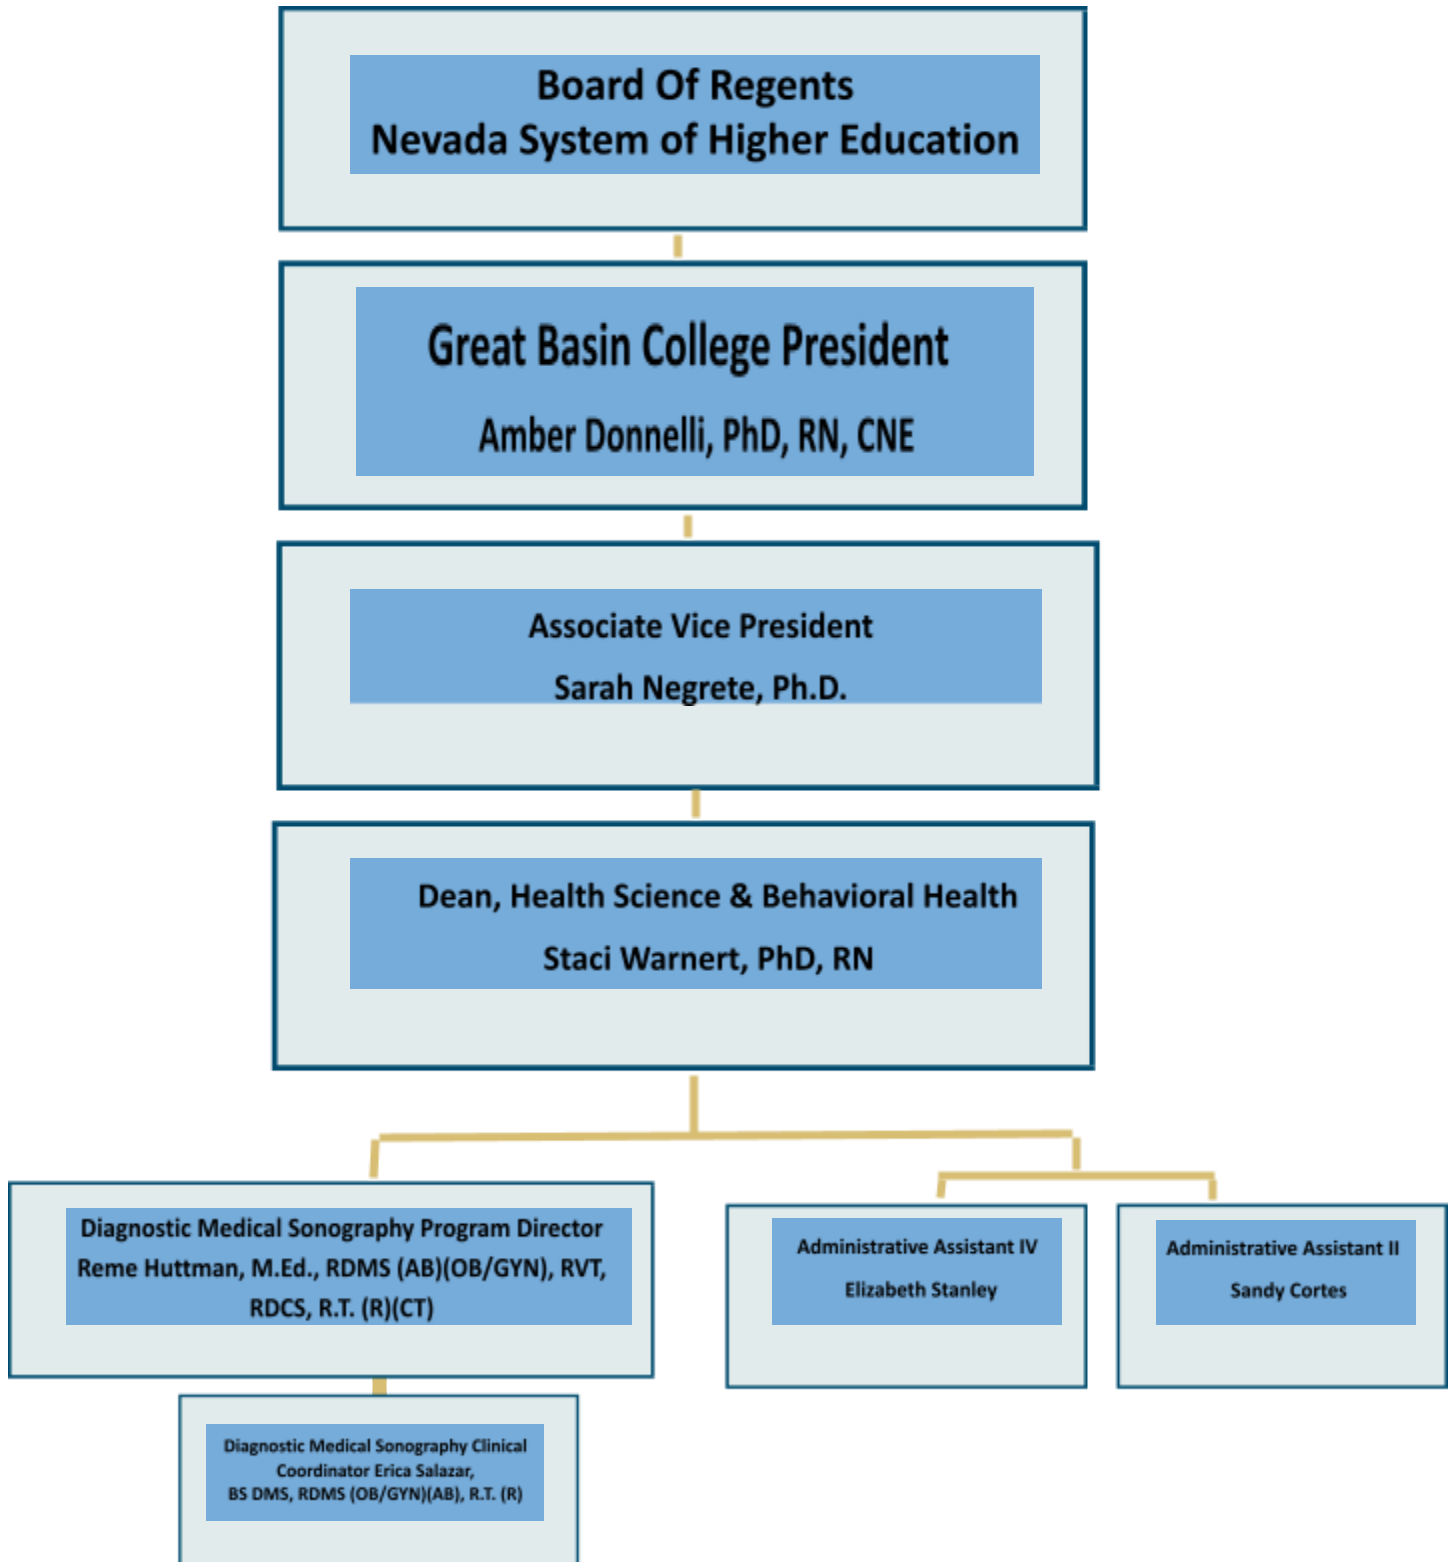 Board Of Regents
Nevada System of Higher Education
Great Basin College President
Amber Donnelli, PhD, RN, CNE
Associate Vice President
Sarah Negrete, Ph.D.
Dean, Health Science & Behavioral Health
Staci Warnert, PhD, RN
Diagnostic Medical Sonography Program Director
Reme Huttman, M.Ed., RDMS (AB)(OB/GYN), RVT,
RDCS, R.T. (R)(CT)
Administrative Assistant IV
Elizabeth Stanley
Administrative Assistant II
Sandy Cortes
Diagnostic Medical Sonography Clinical
Coordinator Erica Salazar,
BS DMS, RDMS (OB/GYN)(AB), R.T. (R)